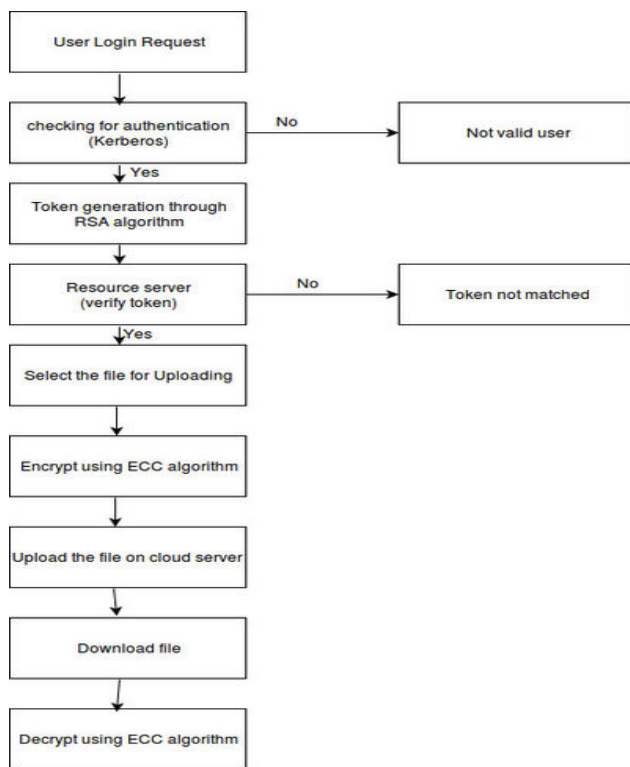 User Login Request
checking for authentication
(Kerberos)
No
Not valid user
Yes
Token generation through
RSA algorithm
Resource server
(verify token)
No
Token not matched
Yes
Select the file for Uploading
Encrypt using ECC algorithm
Upload the file on cloud server
Download file
Decrypt using ECC algorithm